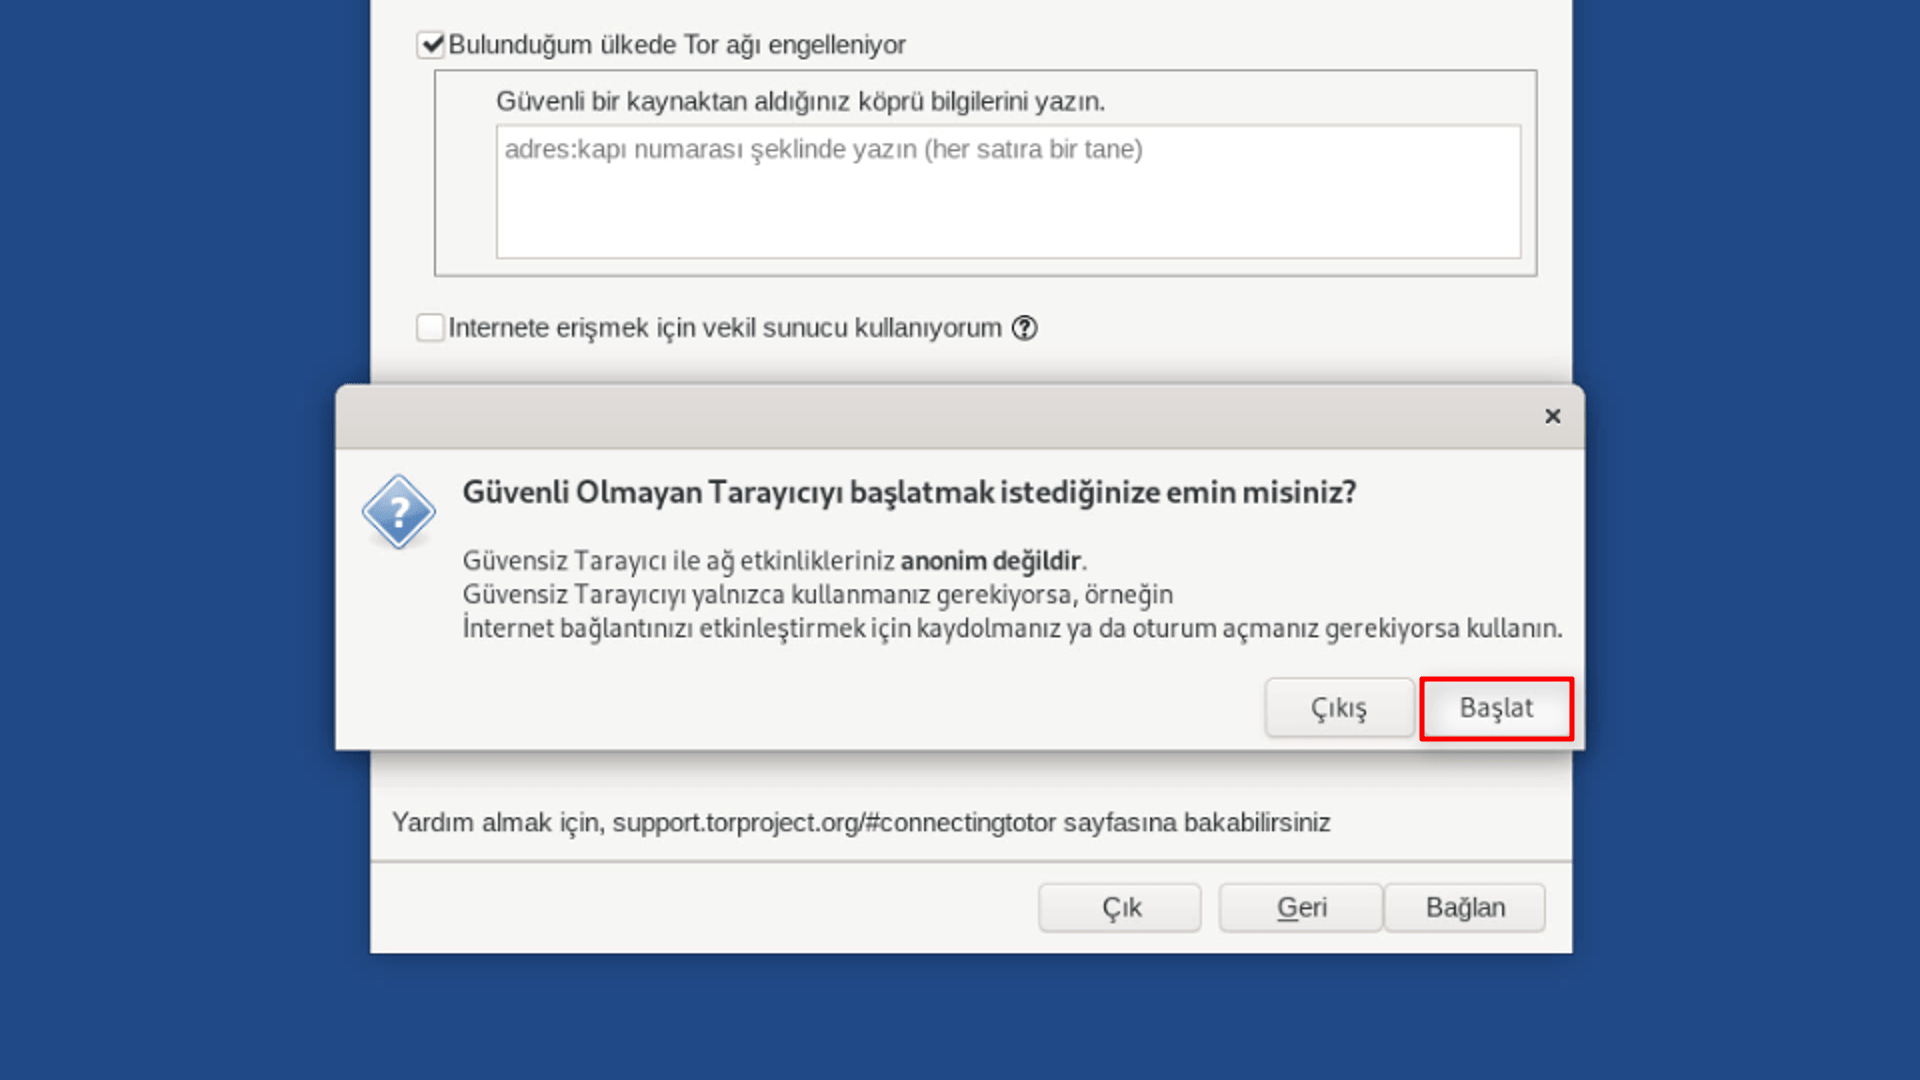 Bulunduğum ülkede Tor ağı engelleniyor
Güvenli bir kaynaktan aldığınız köprü bilgilerini yazın.
adres:kapı numarası şeklinde yazın (her satıra bir tane)
Internete erişmek için vekil sunucu kullanıyorum
Güvenli Olmayan Tarayıcıyı başlatmak istediğinize emin misiniz?
Güvensiz Tarayıcı ile ağ etkinlikleriniz anonim değildir.
Güvensiz Tarayıcıyı yalnızca kullanmanız gerekiyorsa, örneğin
İnternet bağlantınızı etkinleştirmek için kaydolmanız ya da oturum açmanız gerekiyorsa kullanın.
Çıkış Başlat
Yardım almak için, support.torproject.org/#connectingtotor sayfasına bakabilirsiniz
Çık Geri Bağlan